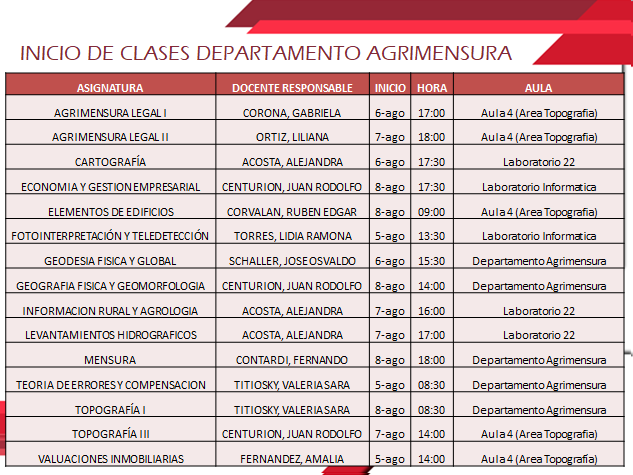 INICIO DE CLASES DEPARTAMENTO AGRIMENSURA
ASIGNATURA DOCENTE RESPONSABLE INICIO HORA AULA
AGRIMENSURA LEGAL I CORONA, GABRIELA 6-ago 17:00 Aula 4 (Area Topografia)
AGRIMENSURA LEGAL II ORTIZ, LILIANA 7-ago 18:00 Aula 4 (Area Topografia)
CARTOGRAFÍA ACOSTA, ALEJANDRA 6-ago 17:30 Laboratorio 22
ECONOMIA Y GESTION EMPRESARIAL CENTURION, JUAN RODOLFO 8-ago 17:30 Laboratorio Informatica
ELEMENTOS DE EDIFICIOS CORVALAN, RUBEN EDGAR 8-ago 09:00 Aula 4 (Area Topografia)
FOTOINTERPRETACIÓN Y TELEDETECCIÓN TORRES, LIDIA RAMONA 5-ago 13:30 Laboratorio Informatica
GEODESIA FISICA Y GLOBAL SCHALLER, JOSE OSVALDO 6-ago 15:30 Departamento Agrimensura
GEOGRAFIA FISICA Y GEOMORFOLOGIA CENTURION, JUAN RODOLFO 8-ago 14:00 Departamento Agrimensura
INFORMACION RURAL Y AGROLOGIA ACOSTA, ALEJANDRA 7-ago 16:00 Laboratorio 22
LEVANTAMIENTOS HIDROGRAFICOS ACOSTA, ALEJANDRA 7-ago 17:00 Laboratorio 22
MENSURA CONTARDI, FERNANDO 8-ago 18:00 Departamento Agrimensura
TEORIA DE ERRORES Y COMPENSACION TITIOSKY, VALERIA SARA 5-ago 08:30 Departamento Agrimensura
TOPOGRAFÍA I TITIOSKY, VALERIA SARA 8-ago 08:30 Departamento Agrimensura
TOPOGRAFÍA III CENTURION, JUAN RODOLFO 7-ago 14:00 Aula 4 (Area Topografia)
VALUACIONES INMOBILIARIAS FERNANDEZ, AMALIA 5-ago 14:00 Aula 4 (Area Topografia)